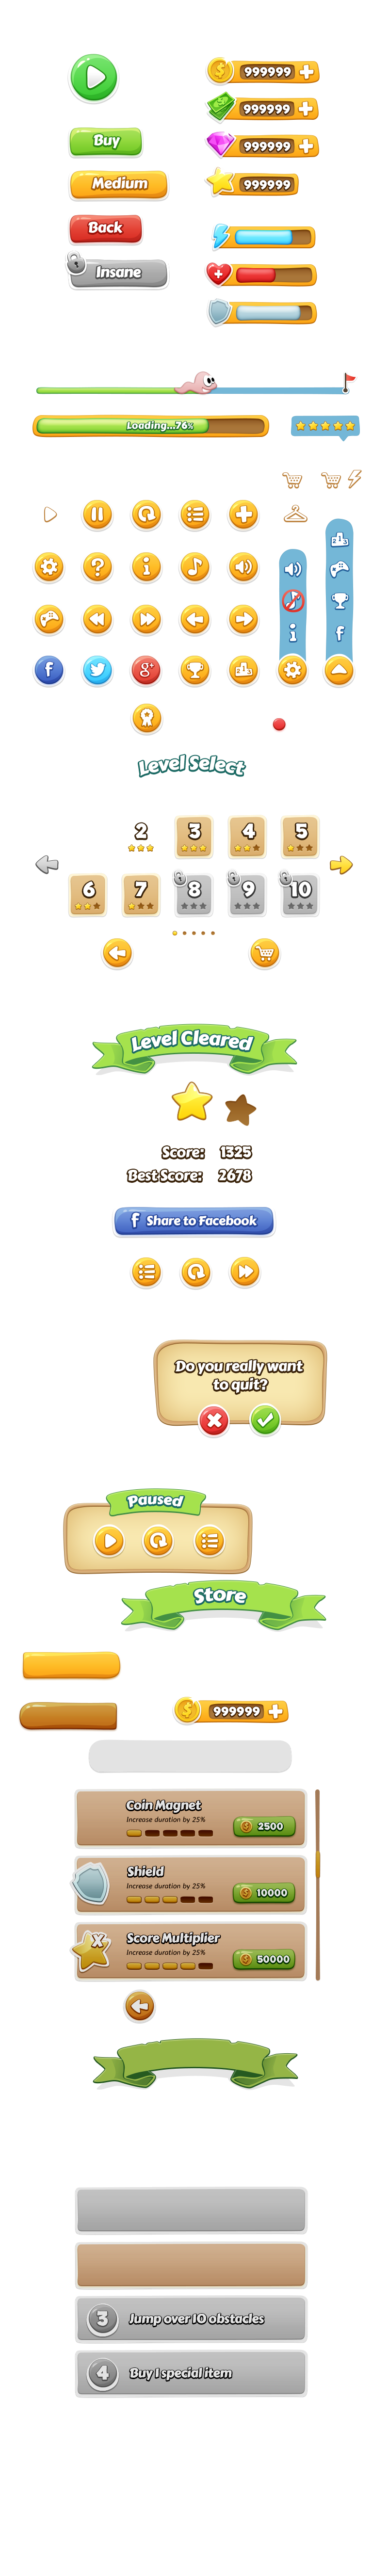 999999
999999
Buy
999999
Medium
999999
Back
Insane
Loading...76%
?
i
i
f
f
g+
1 2 3
Level Select
2
3
4
5
6
7
8
9
10
Level Cleared
Score: 1325
Best Score: 2678
f Share to Facebook
Do you really want
to quit?
Paused
Store
999999
Coin Magnet
Increase duration by 25%
2500
Shield
Increase duration by 25%
10000
X
Score Multiplier
Increase duration by 25%
50000
3 Jump over 10 obstacles
4 Buy 1 special item